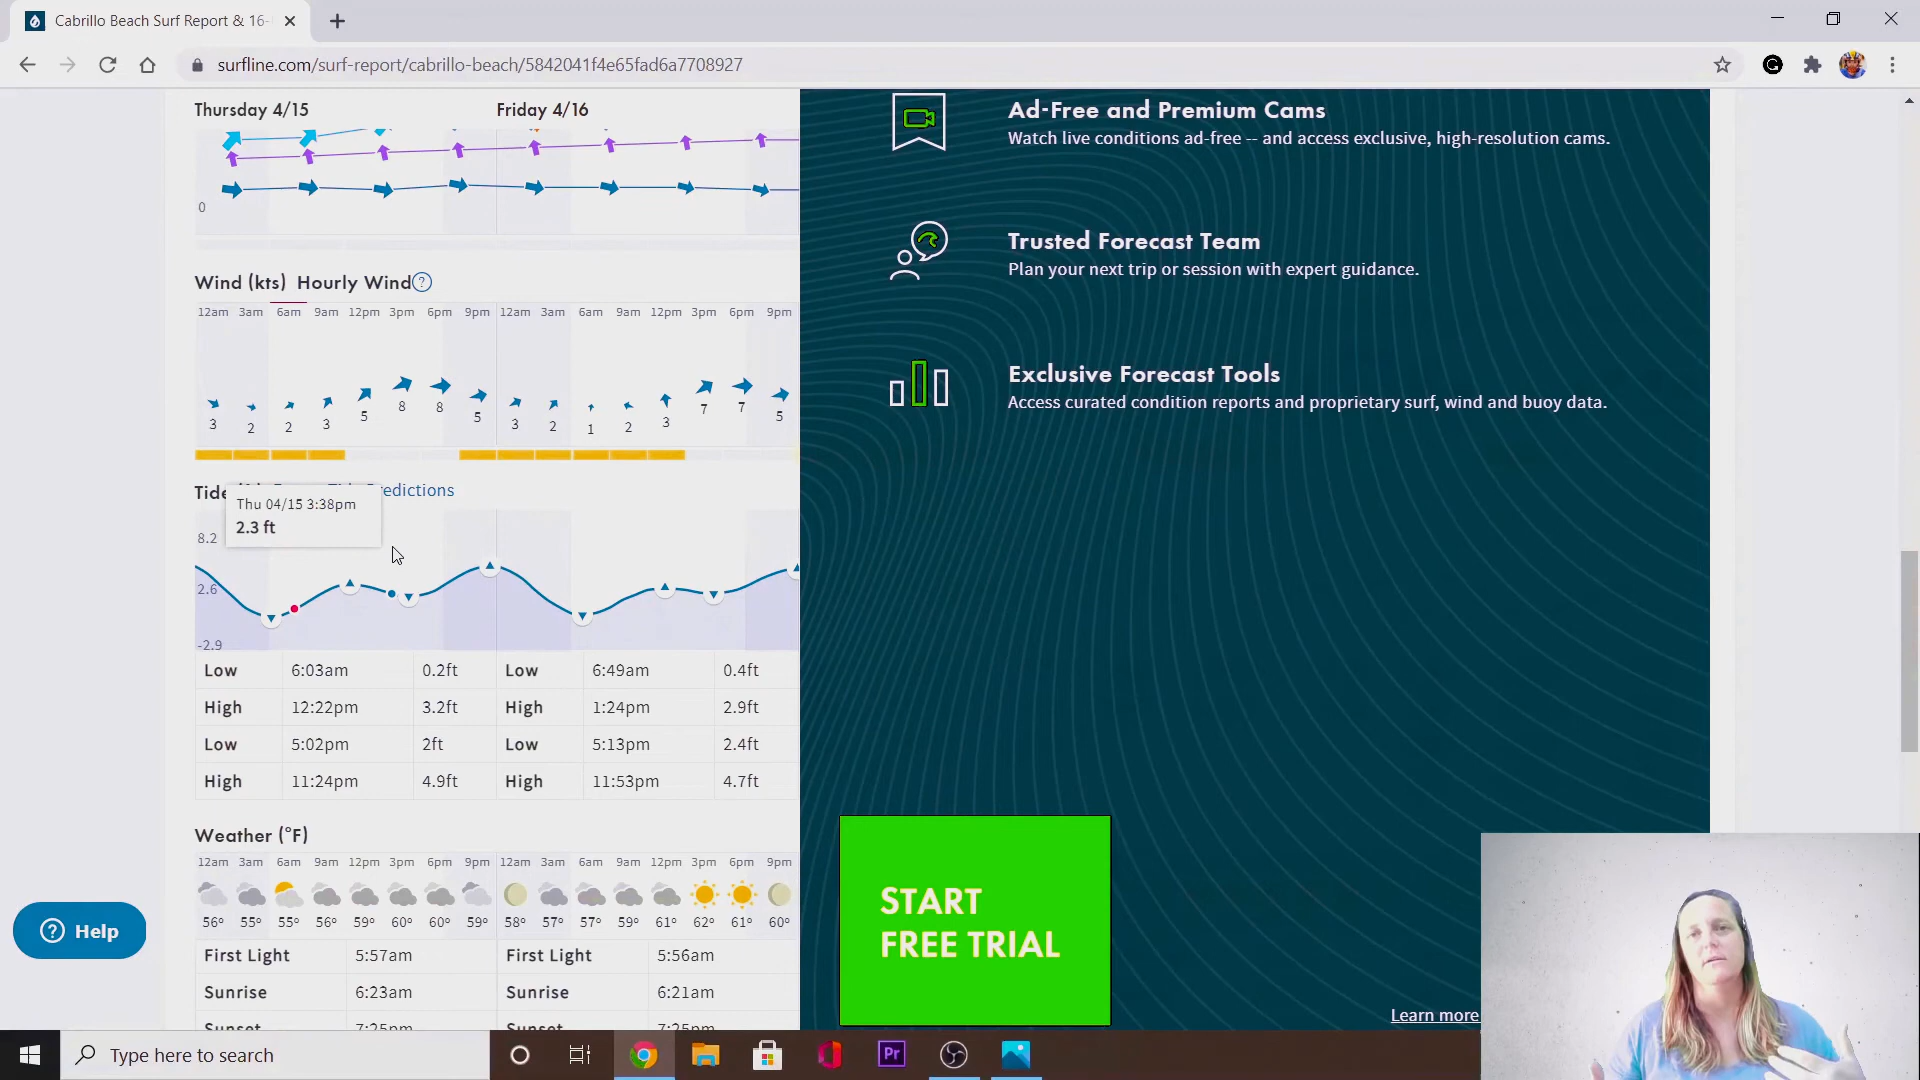 Cabrillo Beach Surf Report & 16-
surfline.com/surf-report/cabrillo-beach/5842041f4e65fad6a7708927
Thursday 4/15 Friday 4/16
0
Wind (kts) Hourly Wind ?
12am 3am 6am 9am 12pm 3pm 6pm 9pm 12am 3am 6am 9am 12pm 3pm 6pm 9pm
3 2 2 3 5 8 8 5 3 2 1 2 3 7 7 5
Tide Predictions
Thu 04/15 3:38pm
2.3 ft
8.2
2.6
-2.9
Low 6:03am 0.2ft Low 6:49am 0.4ft
High 12:22pm 3.2ft High 1:24pm 2.9ft
Low 5:02pm 2ft Low 5:13pm 2.4ft
High 11:24pm 4.9ft High 11:53pm 4.7ft
Weather (°F)
12am 3am 6am 9am 12pm 3pm 6pm 9pm 12am 3am 6am 9am 12pm 3pm 6pm 9pm
56° 55° 55° 56° 59° 60° 60° 59° 58° 57° 57° 59° 61° 62° 61° 60°
First Light 5:57am First Light 5:56am
Sunrise 6:23am Sunrise 6:21am
Sunset 7:25pm Sunset 7:25pm
Ad-Free and Premium Cams
Watch live conditions ad-free -- and access exclusive, high-resolution cams.
Trusted Forecast Team
Plan your next trip or session with expert guidance.
Exclusive Forecast Tools
Access curated condition reports and proprietary surf, wind and buoy data.
START
FREE TRIAL
Learn more
? Help
Type here to search
Pr